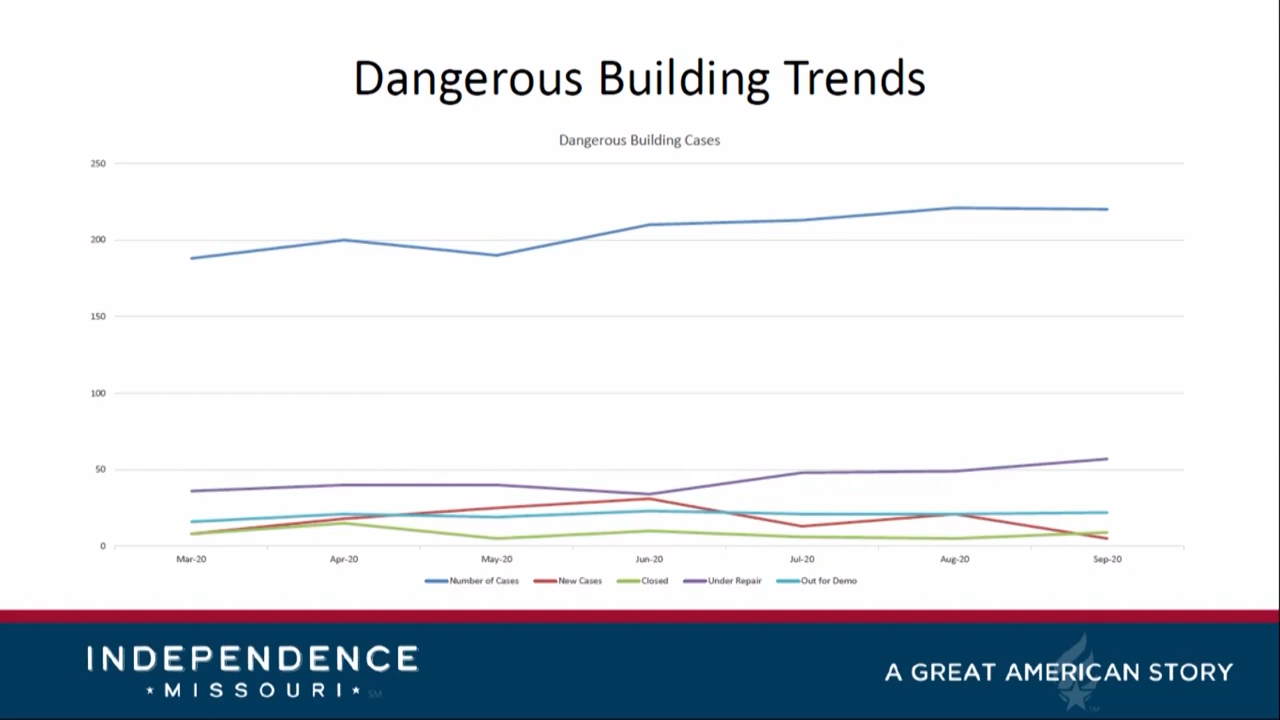 Dangerous Building Trends
Dangerous Building Cases
250
200
150
100
50
0
Mar-20 Apr-20 May-20 Jun-20 Jul-20 Aug-20 Sep-20
Number of Cases New Cases Closed Under Repair Out for Demo
INDEPENDENCE
★ MISSOURI ★ SM
A GREAT AMERICAN STORY
SM